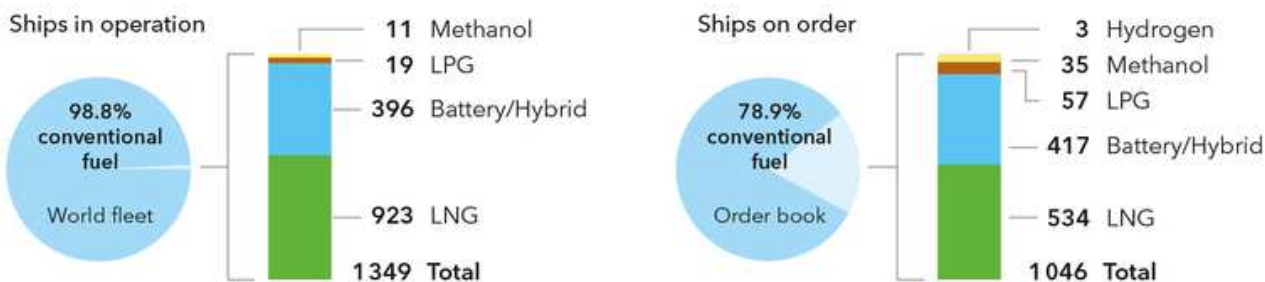 Ships in operation
11 Methanol
19 LPG
98.8%
conventional
fuel
396 Battery/Hybrid
World fleet
923 LNG
1349 Total
Ships on order
3 Hydrogen
35 Methanol
57 LPG
78.9%
conventional
fuel
417 Battery/Hybrid
Order book
534 LNG
1046 Total